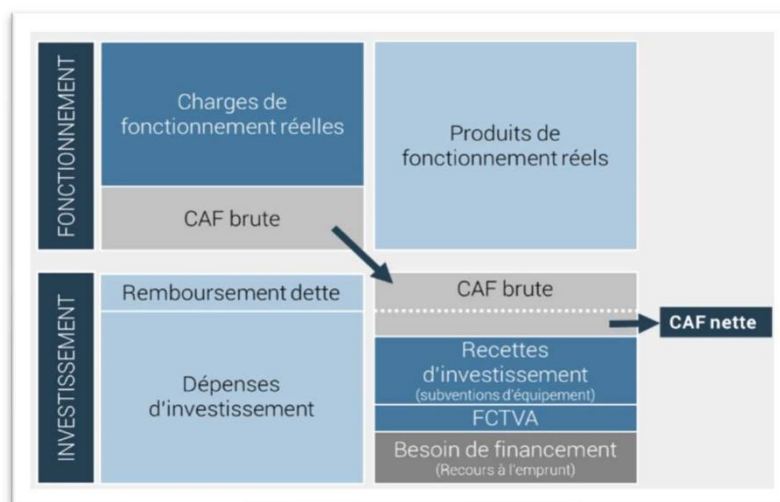 FONCTIONNEMENT
Charges de
fonctionnement réelles
Produits de
fonctionnement réels
CAF brute
INVESTISSEMENT
Remboursement dette
Dépenses
d'investissement
CAF brute
CAF nette
Recettes
d'investissement
(subventions d'équipement)
FCTVA
Besoin de financement
(Recours à l'emprunt)